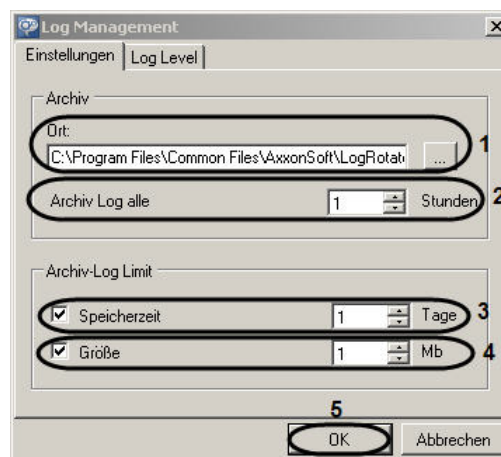 Log Management
Einstellungen Log Level
Archiv
Ort:
C:\Program Files\Common Files\AxxonSoft\LogRotat ... 1
Archiv Log alle 1 Stunden 2
Archiv-Log Limit
Speicherzeit 1 Tage 3
Größe 1 Mb 4
5
OK Abbrechen